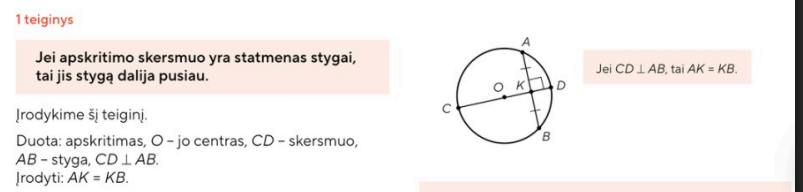 1 teiginys
Jei apskritimo skersmuo yra statmenas stygai,
tai jis stygą dalija pusiau.
Įrodykime šį teiginį.
Duota: apskritimas, O – jo centras, CD – skersmuo,
AB – styga, CD ⊥ AB.
Įrodyti: AK = KB.
A
O
K
D
C
B
Jei CD ⊥ AB, tai AK = KB.